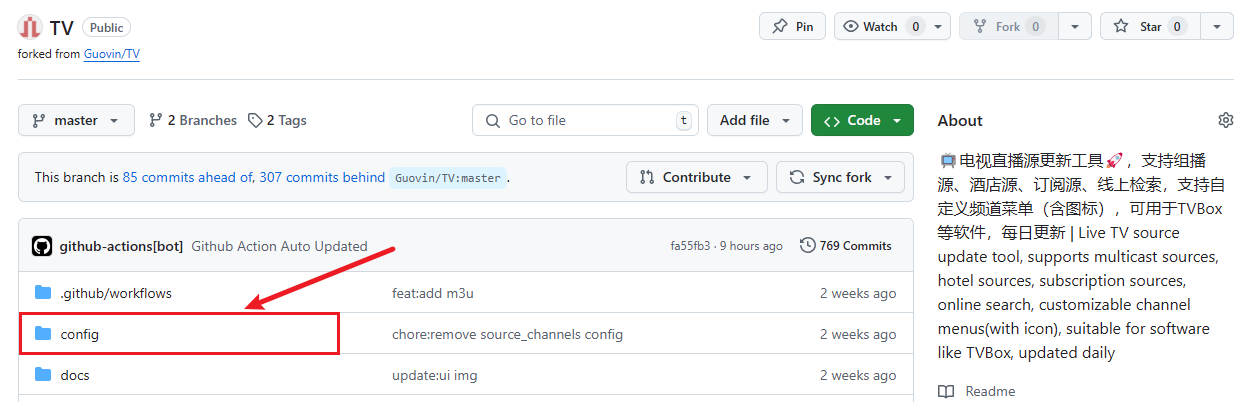 TV Public Pin Watch 0 Fork 0 Star 0
forked from Guovin/TV
master 2 Branches 2 Tags Go to file t Add file Code
This branch is 85 commits ahead of, 307 commits behind Guovin/TV:master. Contribute Sync fork
github-actions[bot] Github Action Auto Updated fa55fb3 · 9 hours ago 769 Commits
.github/workflows feat:add m3u 2 weeks ago
config chore:remove source_channels config 2 weeks ago
docs update:ui img 2 weeks ago
About
📺电视直播源更新工具🚀，支持组播
源、酒店源、订阅源、线上检索，支持自
定义频道菜单（含图标），可用于TVBox
等软件，每日更新 | Live TV source
update tool, supports multicast sources,
hotel sources, subscription sources,
online search, customizable channel
menus(with icon), suitable for software
like TVBox, updated daily
Readme